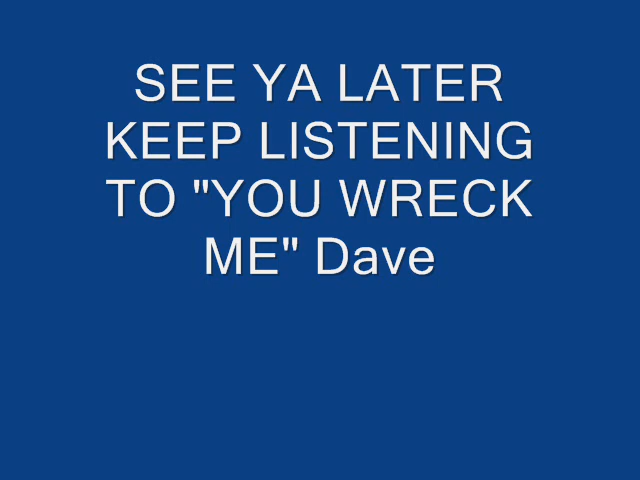 SEE YA LATER
KEEP LISTENING
TO "YOU WRECK
ME" Dave